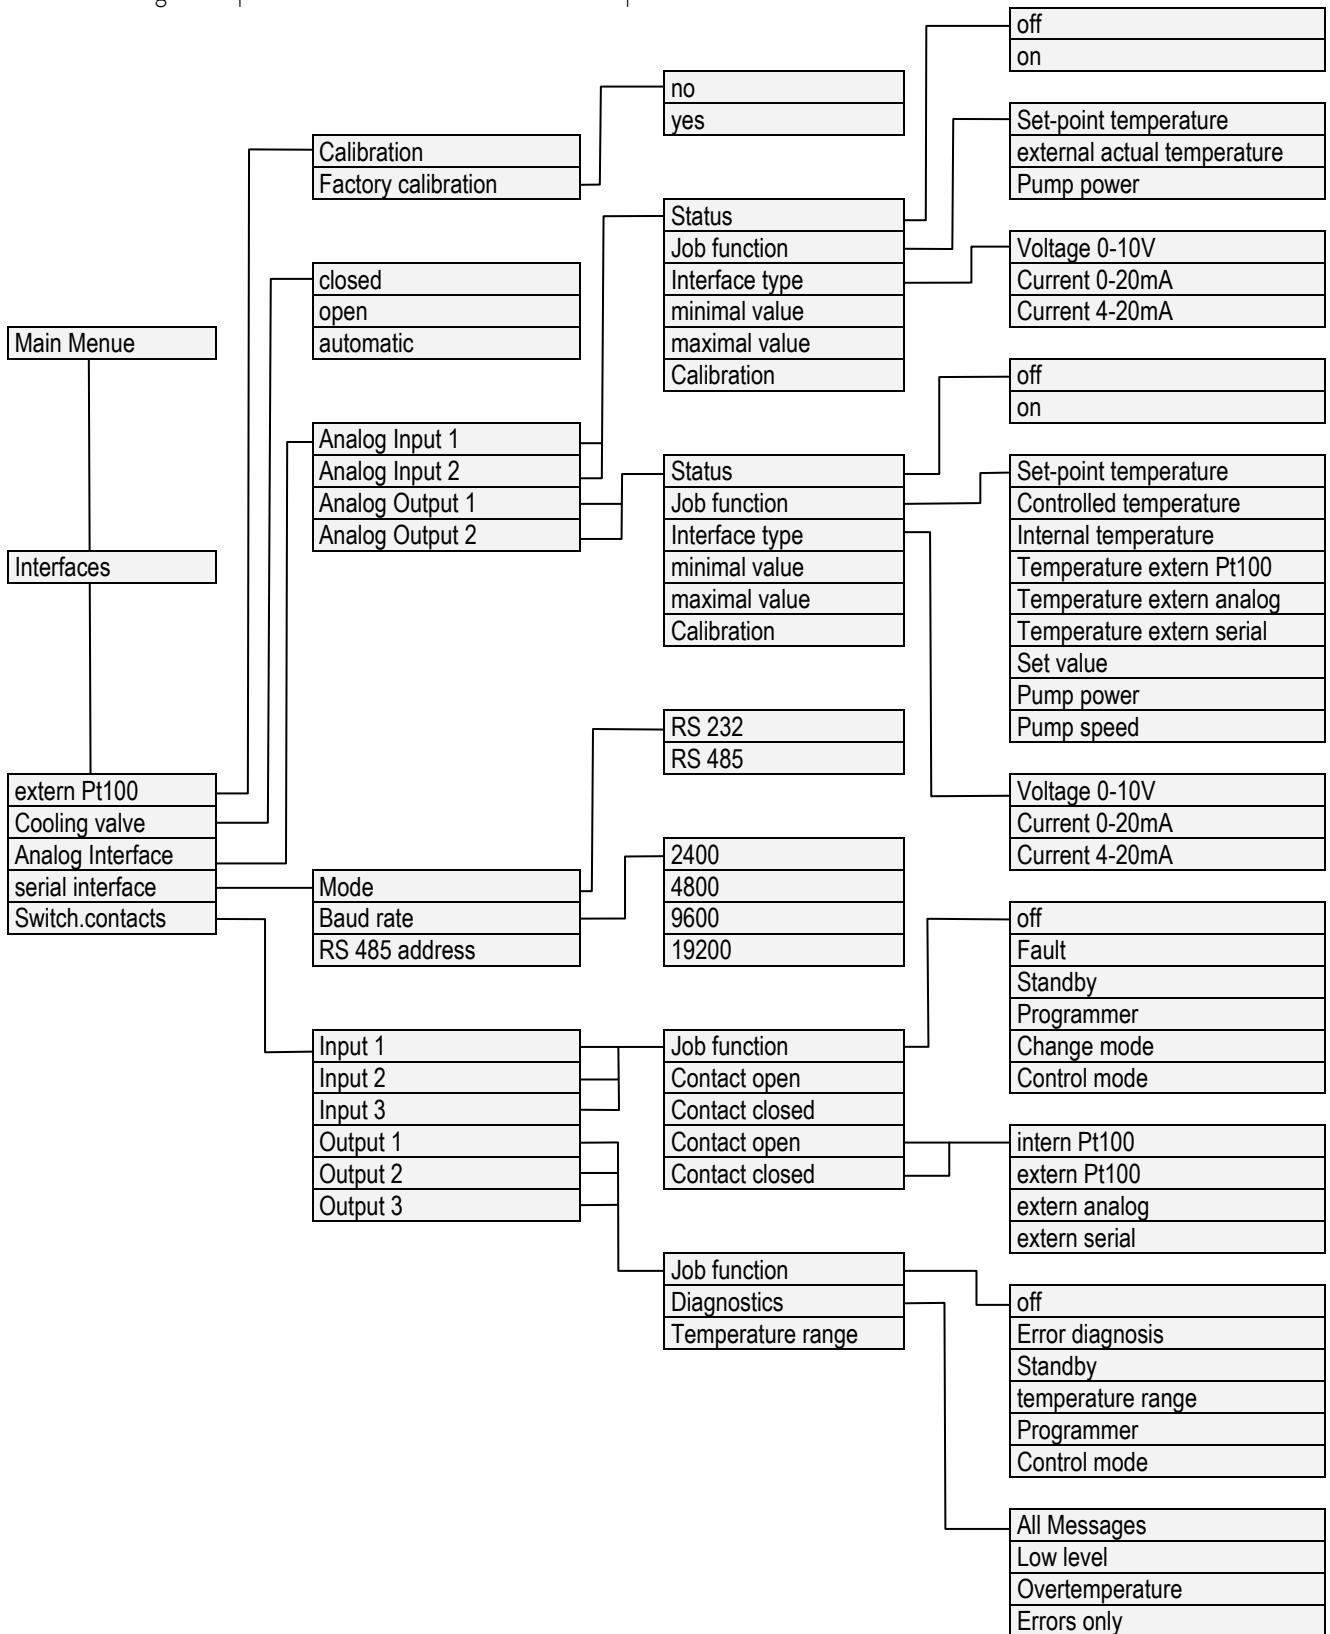 Main Menue
Interfaces
extern Pt100
Cooling valve
Analog Interface
serial interface
Switch.contacts
Calibration
Factory calibration
closed
open
automatic
Analog Input 1
Analog Input 2
Analog Output 1
Analog Output 2
Mode
Baud rate
RS 485 address
Input 1
Input 2
Input 3
Output 1
Output 2
Output 3
no
yes
Status
Job function
Interface type
minimal value
maximal value
Calibration
Status
Job function
Interface type
minimal value
maximal value
Calibration
RS 232
RS 485
2400
4800
9600
19200
Job function
Contact open
Contact closed
Contact open
Contact closed
Job function
Diagnostics
Temperature range
off
on
Set-point temperature
external actual temperature
Pump power
Voltage 0-10V
Current 0-20mA
Current 4-20mA
off
on
Set-point temperature
Controlled temperature
Internal temperature
Temperature extern Pt100
Temperature extern analog
Temperature extern serial
Set value
Pump power
Pump speed
Voltage 0-10V
Current 0-20mA
Current 4-20mA
off
Fault
Standby
Programmer
Change mode
Control mode
intern Pt100
extern Pt100
extern analog
extern serial
off
Error diagnosis
Standby
temperature range
Programmer
Control mode
All Messages
Low level
Overtemperature
Errors only